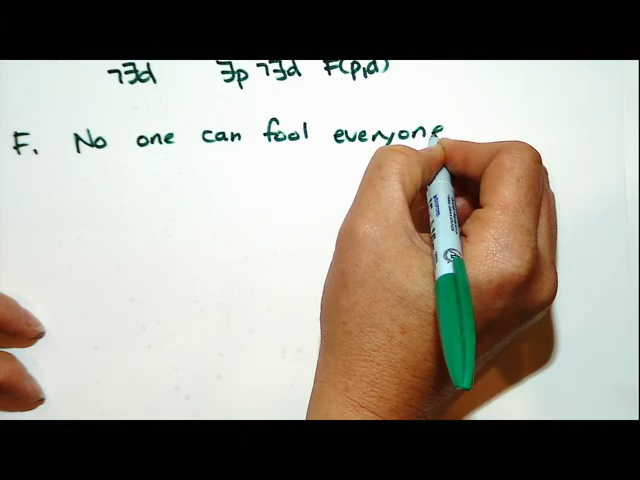 ¬∃d ∃p ¬∃d F(p,d)
F. No one can fool everyone